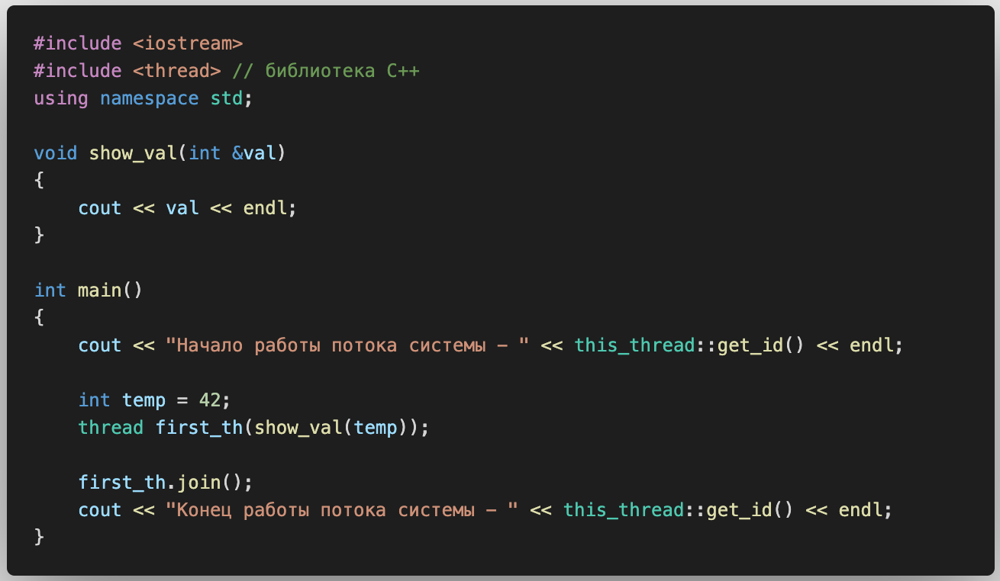 #include <iostream>
#include <thread> // библиотека C++
using namespace std;
void show_val(int &val)
{
    cout << val << endl;
}
int main()
{
    cout << "Начало работы потока системы – " << this_thread::get_id() << endl;
    int temp = 42;
    thread first_th(show_val(temp));
    first_th.join();
    cout << "Конец работы потока системы – " << this_thread::get_id() << endl;
}